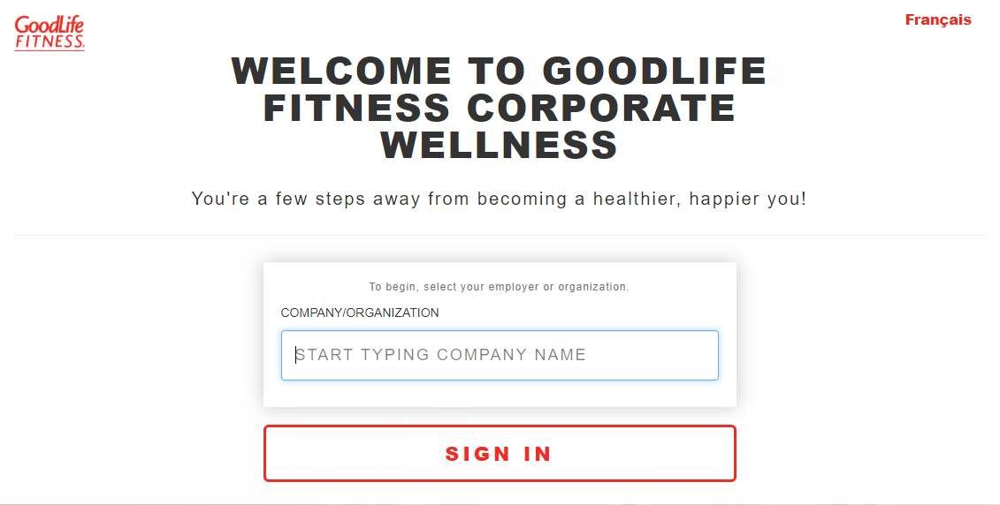 GoodLife
FITNESS.
Français
WELCOME TO GOODLIFE
FITNESS CORPORATE
WELLNESS
You're a few steps away from becoming a healthier, happier you!
To begin, select your employer or organization.
COMPANY/ORGANIZATION
START TYPING COMPANY NAME
SIGN IN